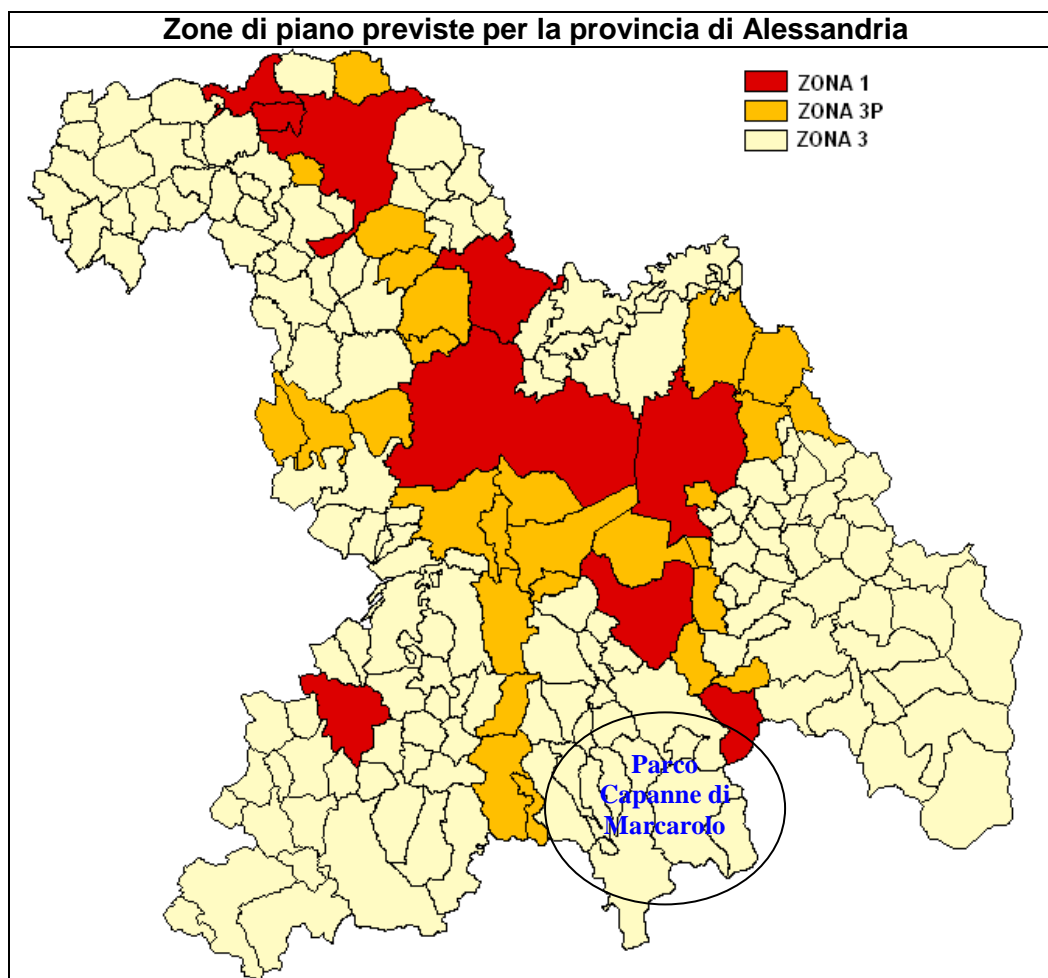 Zone di piano previste per la provincia di Alessandria
ZONA 1
ZONA 3P
ZONA 3
Parco
Capanne di
Marcarolo